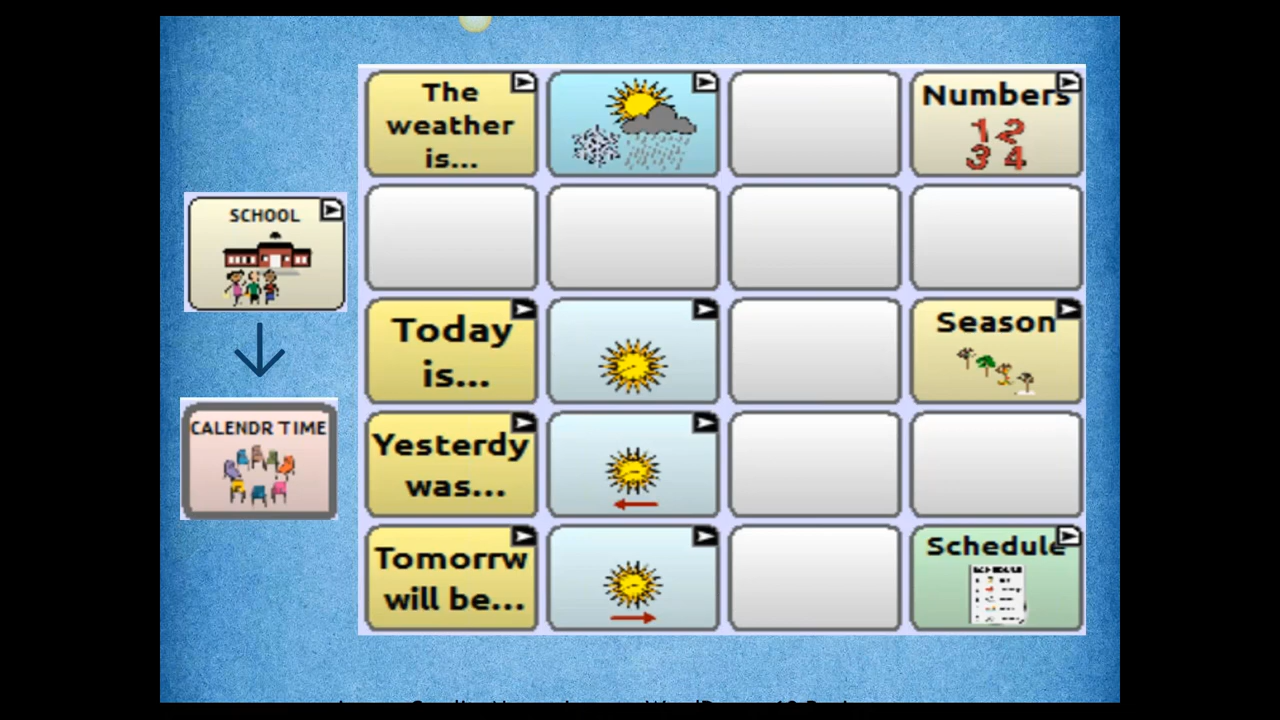 The
weather
is...
Numbers
1 2
3 4
SCHOOL
Today
is...
Season
CALENDR TIME
Yesterdy
was...
Tomorrw
will be...
Schedule
SCHEDULE